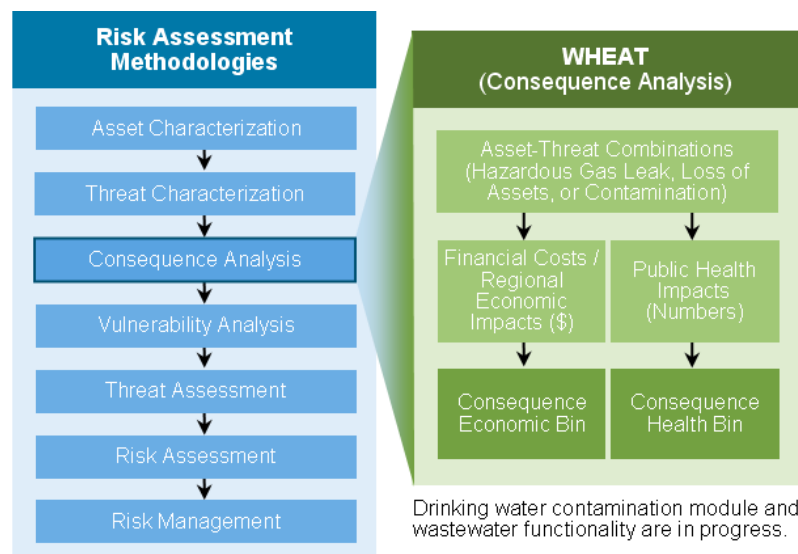 Risk Assessment
Methodologies
Asset Characterization
Threat Characterization
Consequence Analysis
Vulnerability Analysis
Threat Assessment
Risk Assessment
Risk Management
WHEAT
(Consequence Analysis)
Asset-Threat Combinations
(Hazardous Gas Leak, Loss of
Assets, or Contamination)
Financial Costs /
Regional
Economic
Impacts ($)
Public Health
Impacts
(Numbers)
Consequence
Economic Bin
Consequence
Health Bin
Drinking water contamination module and
wastewater functionality are in progress.